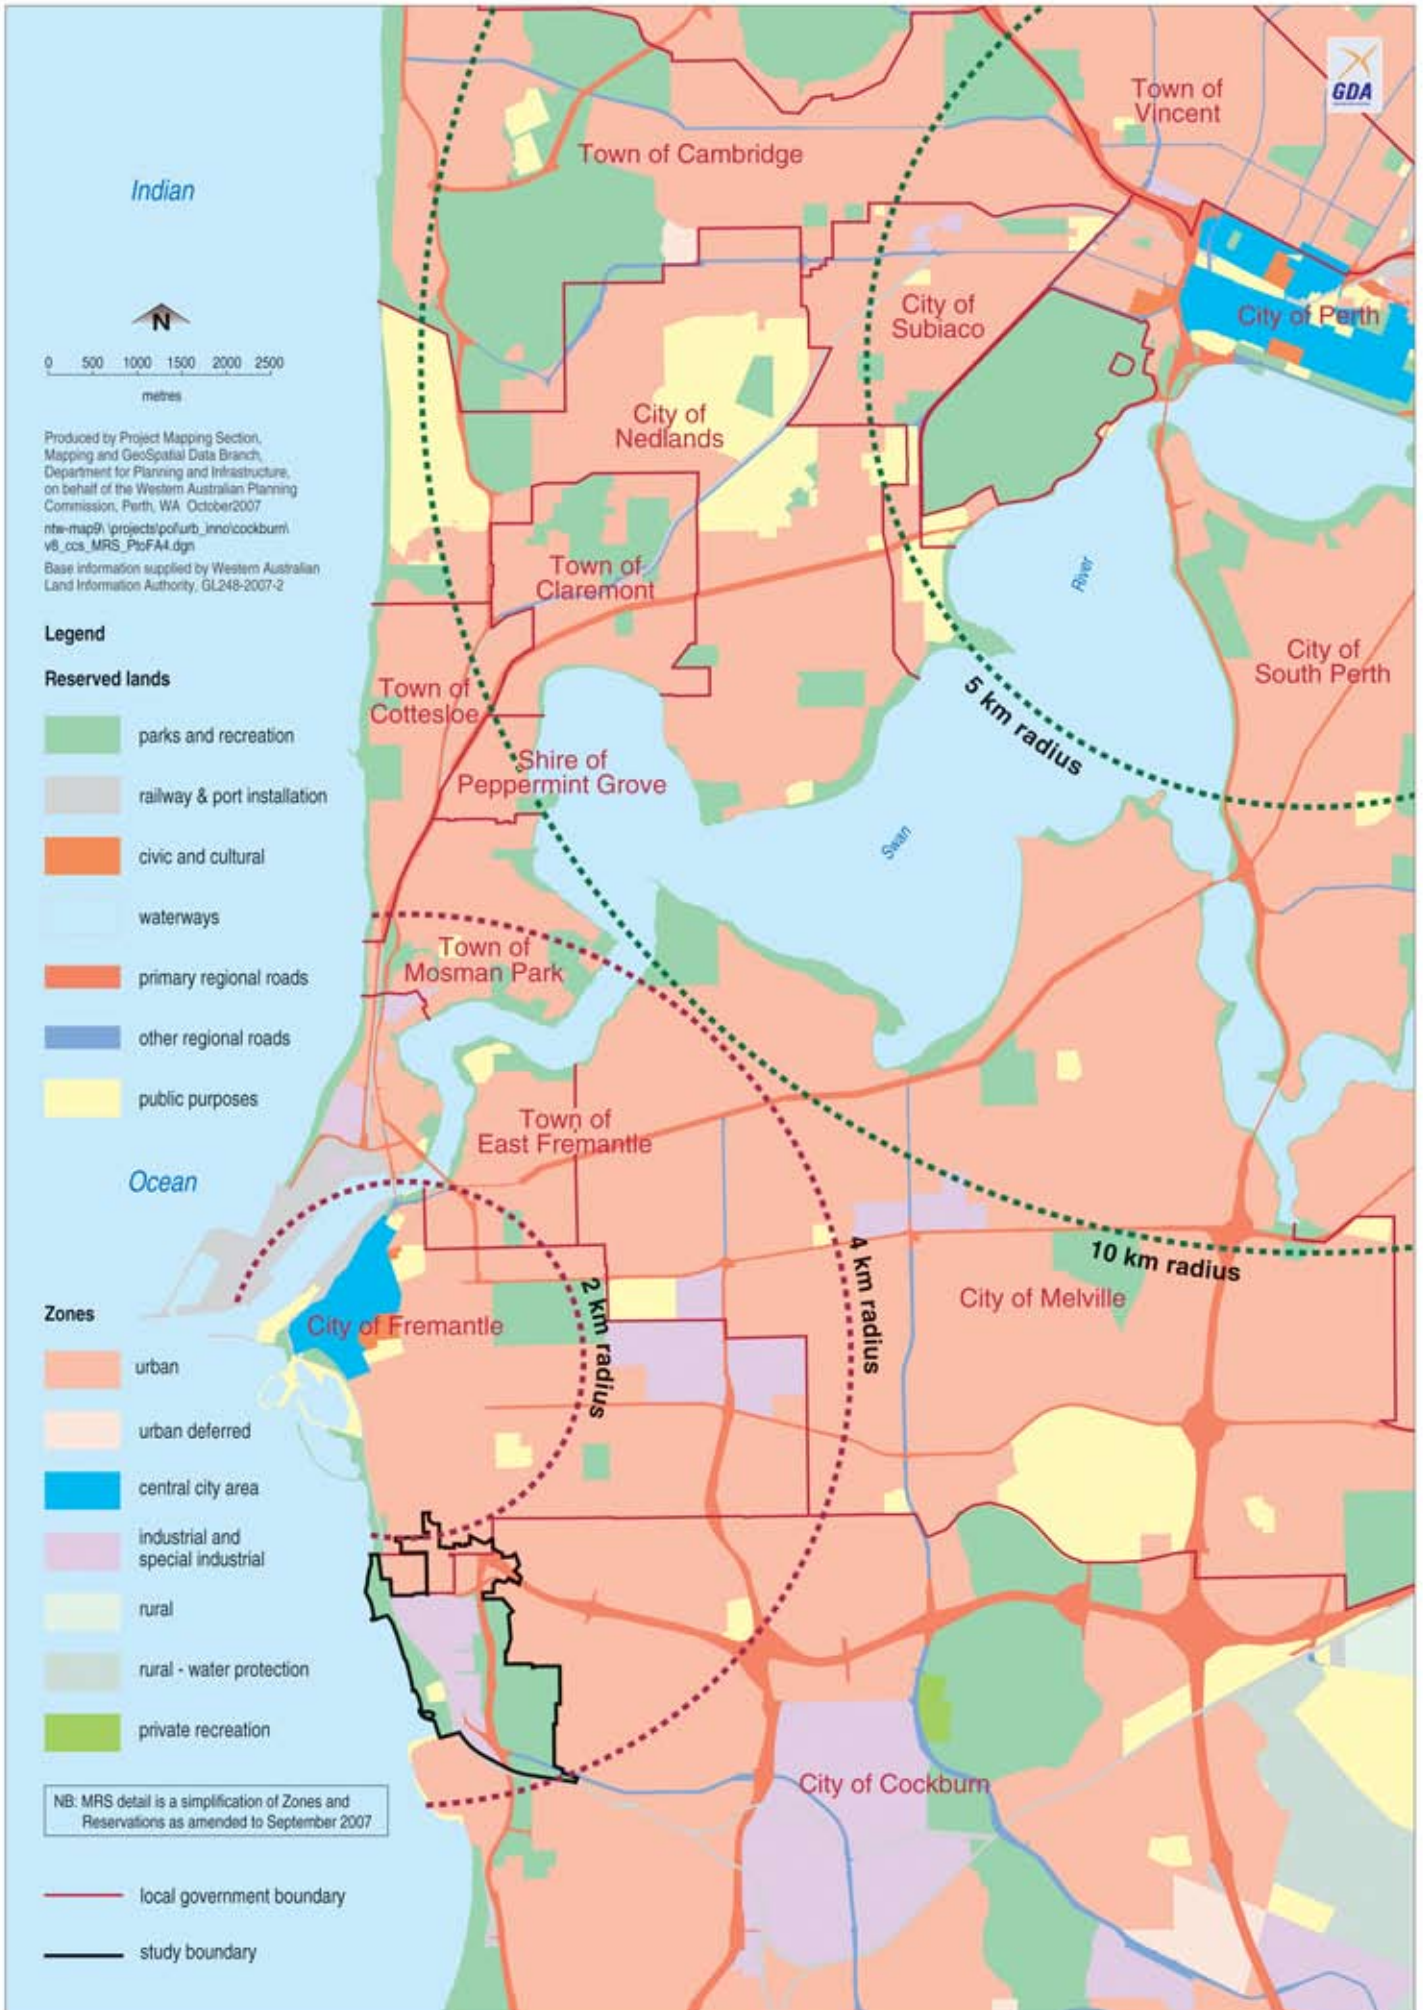 GDA
Town of
Vincent
Town of Cambridge
Indian
N
0 500 1000 1500 2000 2500
metres
City of
Subiaco
City of Perth
City of
Nedlands
Produced by Project Mapping Section,
Mapping and GeoSpatial Data Branch,
Department for Planning and Infrastructure,
on behalf of the Western Australian Planning
Commission, Perth, WA October2007
ntw-map9\ \projects\pol\urb_inno\cockburn\
v8_ccs_MRS_PtoFA4.dgn
Base information supplied by Western Australian
Land Information Authority, GL248-2007-2
Town of
Claremont
River
City of
South Perth
Legend
Reserved lands
parks and recreation
railway & port installation
civic and cultural
waterways
primary regional roads
other regional roads
public purposes
Town of
Cottesloe
5 km radius
Shire of
Peppermint Grove
Swan
Town of
Mosman Park
Town of
East Fremantle
Ocean
10 km radius
4 km radius
2 km radius
City of Melville
City of Fremantle
Zones
urban
urban deferred
central city area
industrial and
special industrial
rural
rural - water protection
private recreation
City of Cockburn
NB: MRS detail is a simplification of Zones and
Reservations as amended to September 2007
local government boundary
study boundary